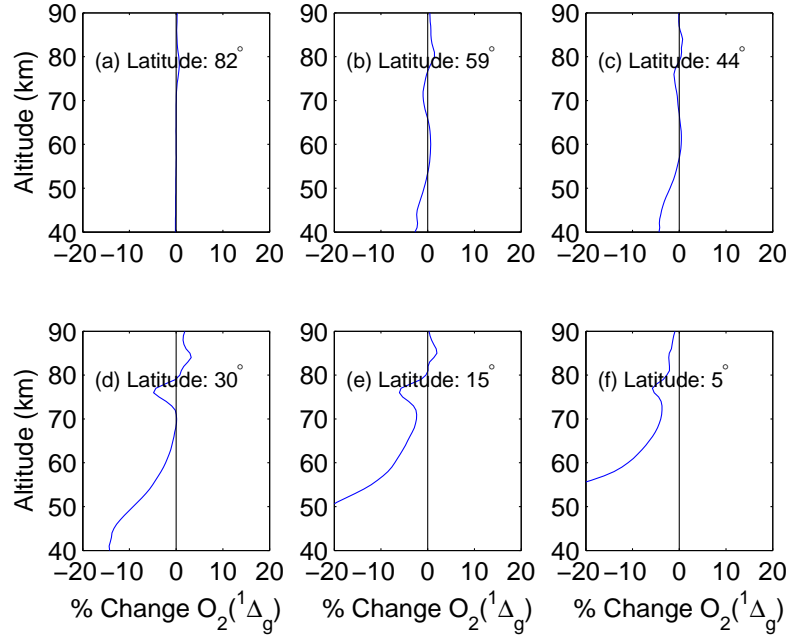 90
80
70
60
50
40
Altitude (km)
(a) Latitude: 82°
−20 −10 0 10 20
90
80
70
60
50
40
(b) Latitude: 59°
−20 −10 0 10 20
90
80
70
60
50
40
(c) Latitude: 44°
−20 −10 0 10 20
90
80
70
60
50
40
Altitude (km)
(d) Latitude: 30°
−20 −10 0 10 20
% Change O₂(¹Δg)
90
80
70
60
50
40
(e) Latitude: 15°
−20 −10 0 10 20
% Change O₂(¹Δg)
90
80
70
60
50
40
(f) Latitude: 5°
−20 −10 0 10 20
% Change O₂(¹Δg)